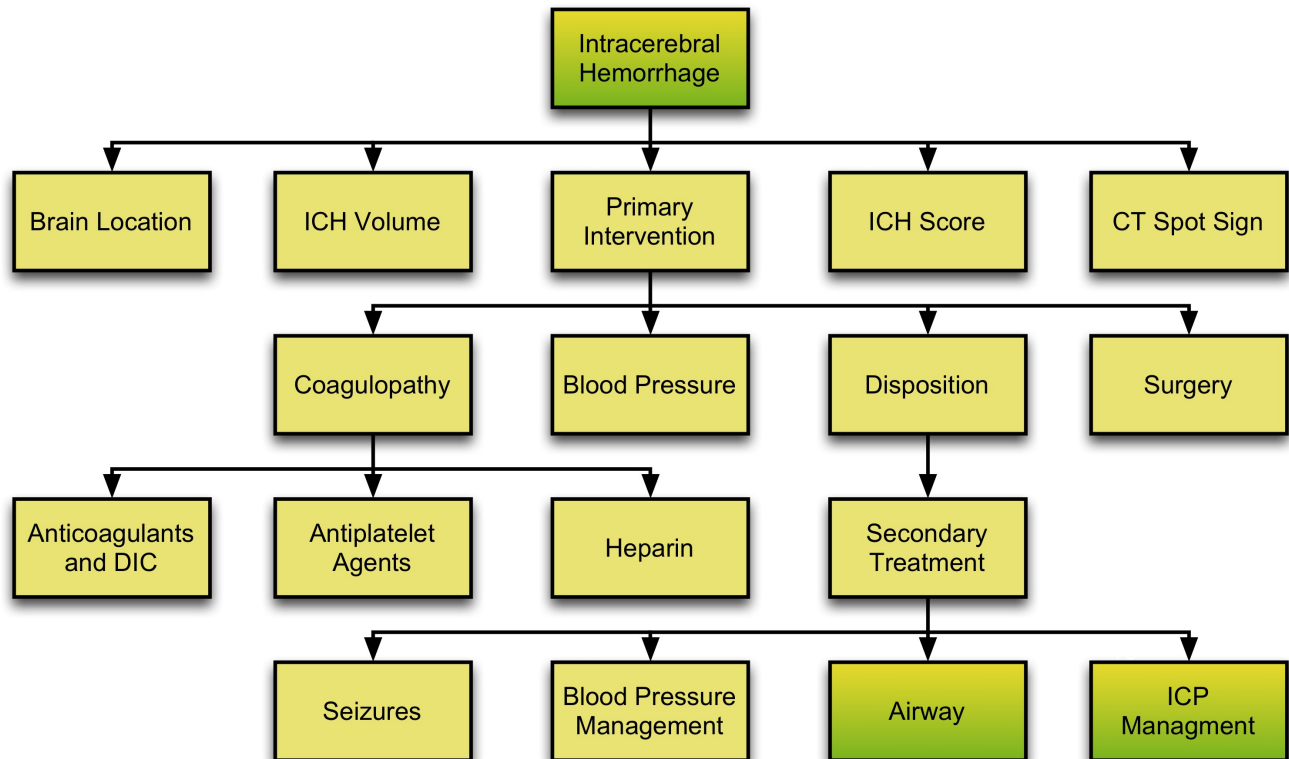 Intracerebral
Hemorrhage
Brain Location
ICH Volume
Primary
Intervention
ICH Score
CT Spot Sign
Coagulopathy
Blood Pressure
Disposition
Surgery
Anticoagulants
and DIC
Antiplatelet
Agents
Heparin
Secondary
Treatment
Seizures
Blood Pressure
Management
Airway
ICP
Managment